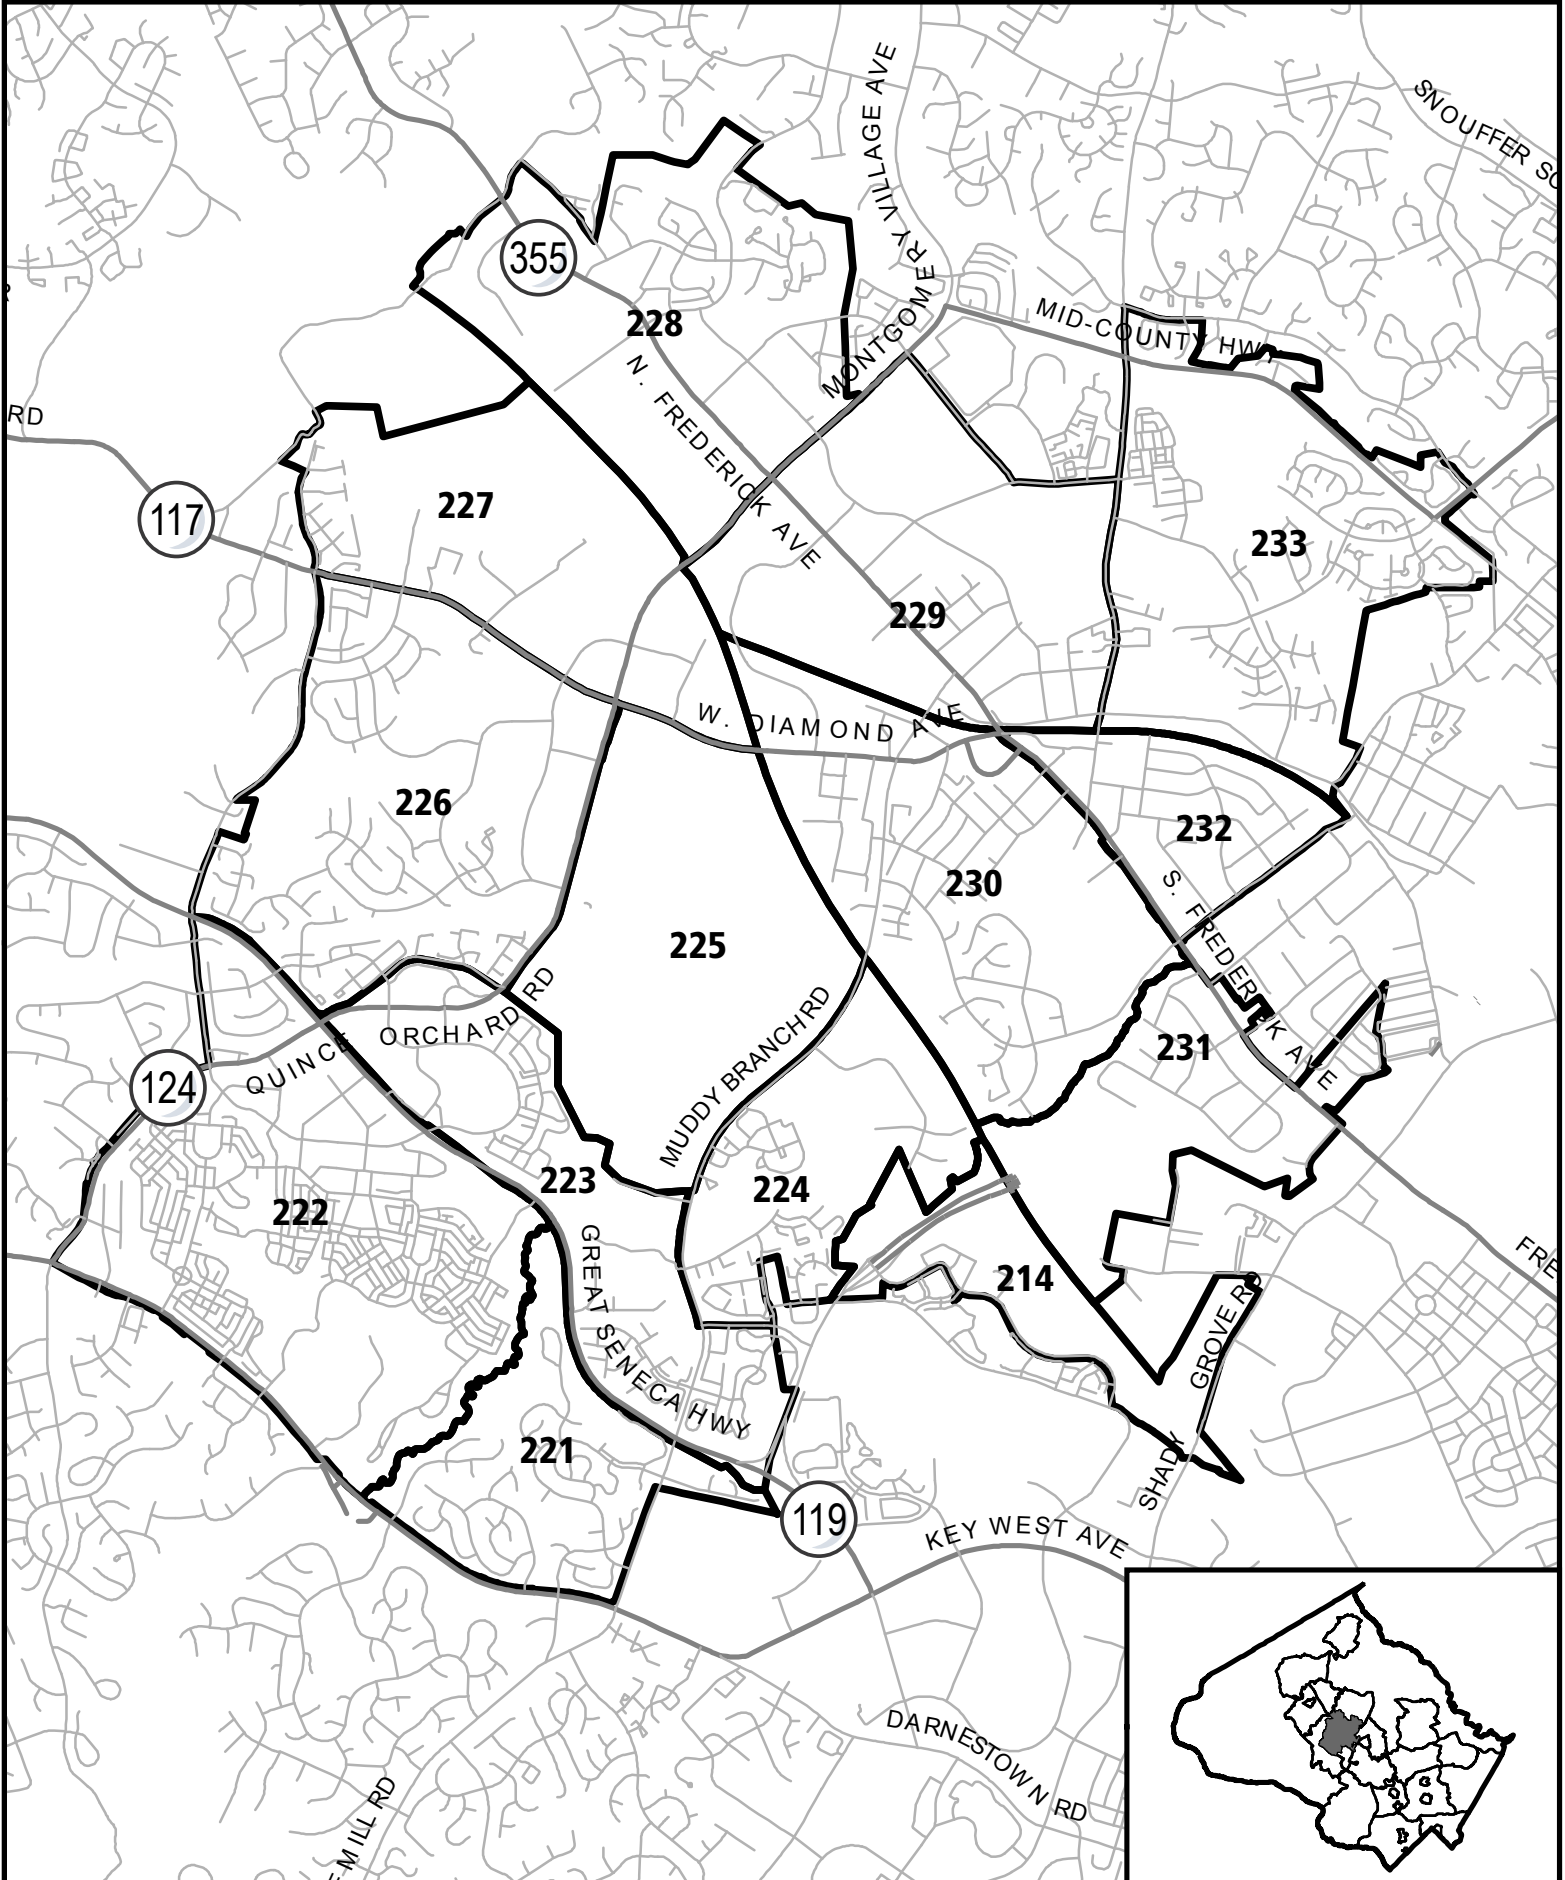 MONTGOMERY VILLAGE AVE
355
228
MID-COUNTY HWY
N. FREDERICK AVE
RD
117
227
233
229
W. DIAMOND AVE
226
232
230
S. FREDERICK AVE
225
QUINCE ORCHARD RD
MUDDY BRANCH RD
231
124
223
224
222
214
GREAT SENECA HWY
SHADY GROVE RD
221
119
KEY WEST AVE
DARNESTOWN RD
MILL RD
SNOUFFER